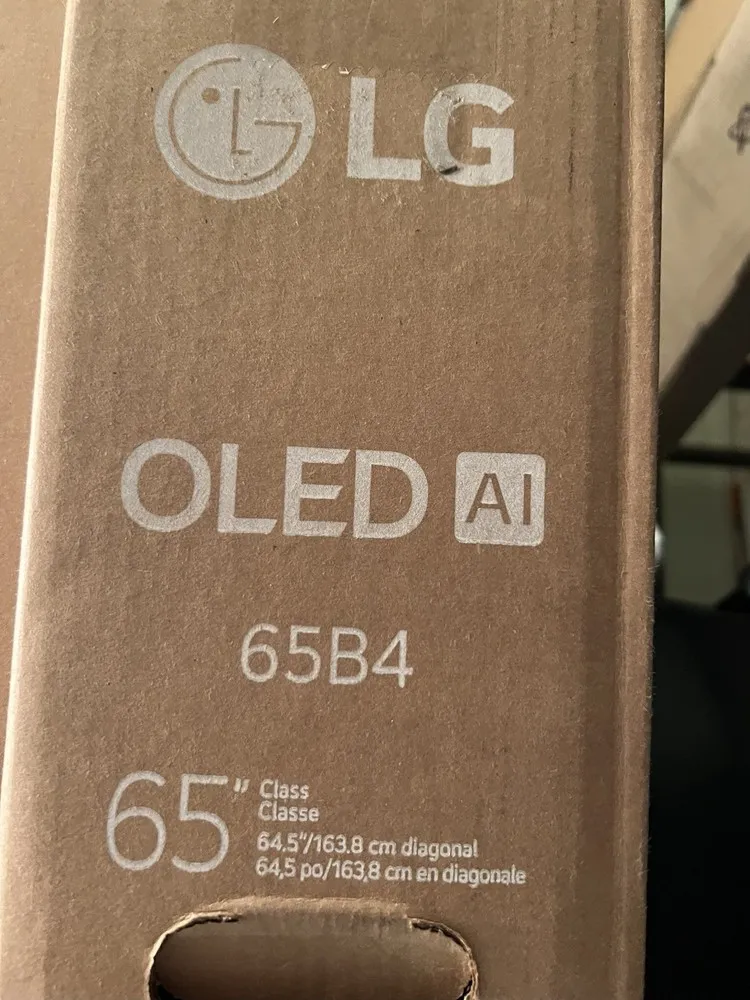 LG
OLED AI
65B4
65" Class
Classe
64.5"/163.8 cm diagonal
64,5 po/163,8 cm en diagonale